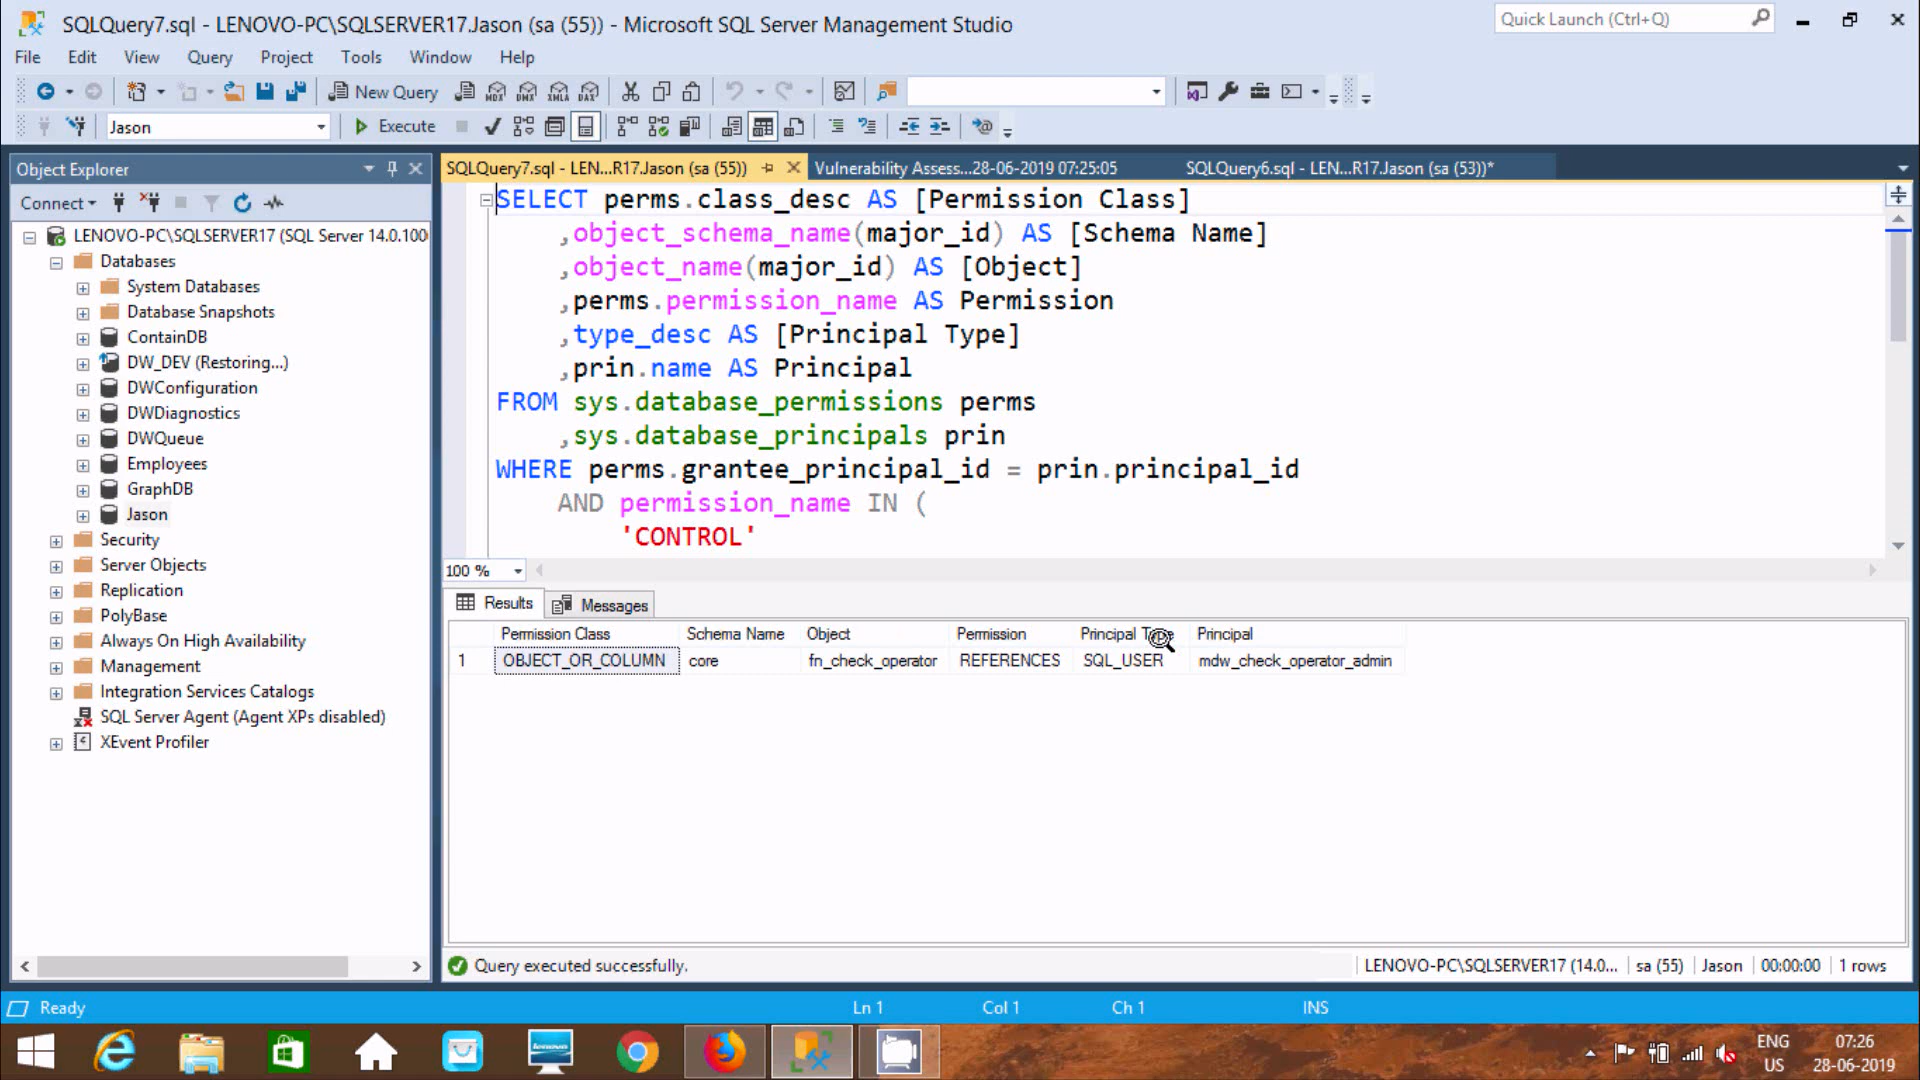 SQLQuery7.sql - LENOVO-PC\SQLSERVER17.Jason (sa (55)) - Microsoft SQL Server Management Studio
Quick Launch (Ctrl+Q)
File Edit View Query Project Tools Window Help
New Query MDX DMX XMLA DAX
Jason Execute
Object Explorer
Connect
LENOVO-PC\SQLSERVER17 (SQL Server 14.0.100
Databases
System Databases
Database Snapshots
ContainDB
DW_DEV (Restoring...)
DWConfiguration
DWDiagnostics
DWQueue
Employees
GraphDB
Jason
Security
Server Objects
Replication
PolyBase
Always On High Availability
Management
Integration Services Catalogs
SQL Server Agent (Agent XPs disabled)
XEvent Profiler
SQLQuery7.sql - LEN...R17.Jason (sa (55)) Vulnerability Assess...28-06-2019 07:25:05 SQLQuery6.sql - LEN...R17.Jason (sa (53))*
SELECT perms.class_desc AS [Permission Class]
,object_schema_name(major_id) AS [Schema Name]
,object_name(major_id) AS [Object]
,perms.permission_name AS Permission
,type_desc AS [Principal Type]
,prin.name AS Principal
FROM sys.database_permissions perms
,sys.database_principals prin
WHERE perms.grantee_principal_id = prin.principal_id
AND permission_name IN (
'CONTROL'
100 %
Results Messages
Permission Class Schema Name Object Permission Principal Type Principal
1 OBJECT_OR_COLUMN core fn_check_operator REFERENCES SQL_USER mdw_check_operator_admin
Query executed successfully. LENOVO-PC\SQLSERVER17 (14.0... sa (55) Jason 00:00:00 1 rows
Ready Ln 1 Col 1 Ch 1 INS
lenovo
ENG 07:26
US 28-06-2019